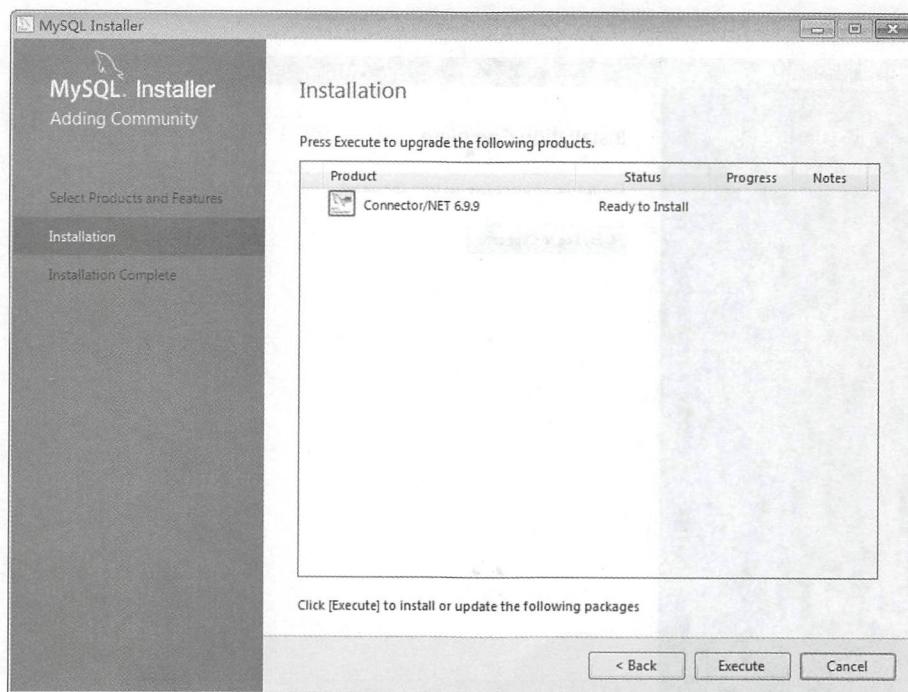 MySQL Installer
MySQL. Installer
Adding Community
Select Products and Features
Installation
Installation Complete
Installation
Press Execute to upgrade the following products.
Product Status Progress Notes
Connector/NET 6.9.9 Ready to Install
Click [Execute] to install or update the following packages
< Back Execute Cancel